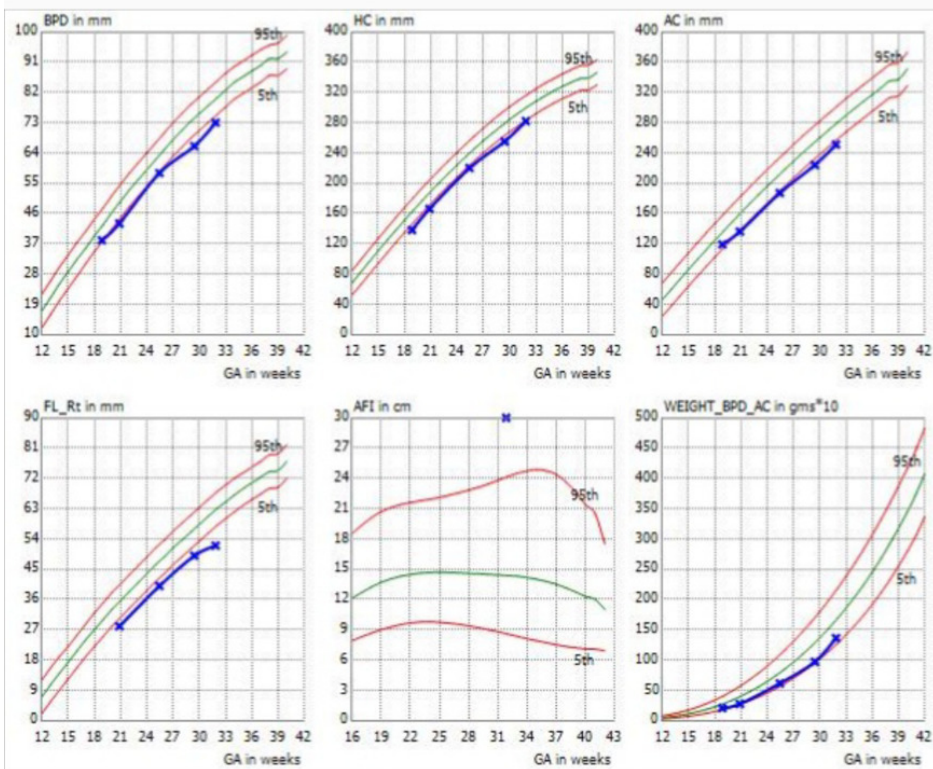 BPD in mm
100
95th
91
82
5th
73
64
55
46
37
28
19
10
12 15 18 21 24 27 30 33 36 39 42
GA in weeks
HC in mm
400
360
95th
320
5th
280
240
200
160
120
80
40
0
12 16 20 24 28 32 36 40 44
GA in weeks
AC in mm
400
360
95th
320
5th
280
240
200
160
120
80
40
0
12 15 18 21 24 27 30 33 36 39 42
GA in weeks
FL_Rt in mm
90
81
95th
72
63
5th
54
45
36
27
18
9
0
12 15 18 21 24 27 30 33 36 39 42
GA in weeks
AFI in cm
30
27
24
95th
21
18
15
12
9
6
5th
3
0
16 19 22 25 28 31 34 37 40 43
GA in weeks
WEIGHT_BPD_AC in gms*10
500
450
95th
400
350
300
250
5th
200
150
100
50
0
12 15 18 21 24 27 30 33 36 39 42
GA in weeks